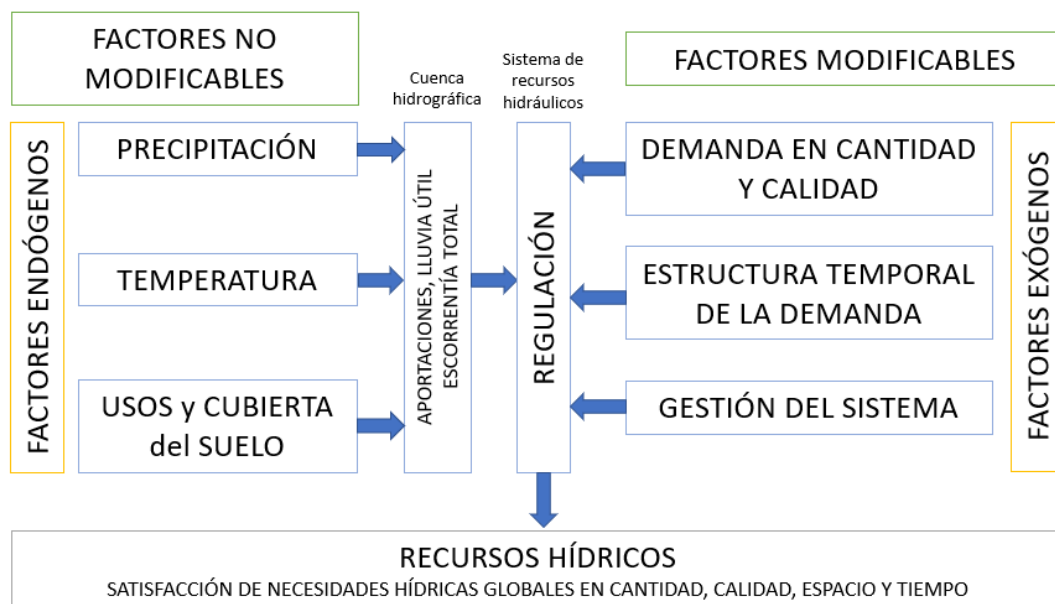 FACTORES NO
MODIFICABLES
Cuenca
hidrográfica
Sistema de
recursos
hidráulicos
FACTORES MODIFICABLES
FACTORES ENDÓGENOS
PRECIPITACIÓN
TEMPERATURA
USOS y CUBIERTA
del SUELO
APORTACIONES, LLUVIA ÚTIL
ESCORRENTÍA TOTAL
REGULACIÓN
DEMANDA EN CANTIDAD
Y CALIDAD
ESTRUCTURA TEMPORAL
DE LA DEMANDA
GESTIÓN DEL SISTEMA
FACTORES EXÓGENOS
RECURSOS HÍDRICOS
SATISFACCIÓN DE NECESIDADES HÍDRICAS GLOBALES EN CANTIDAD, CALIDAD, ESPACIO Y TIEMPO